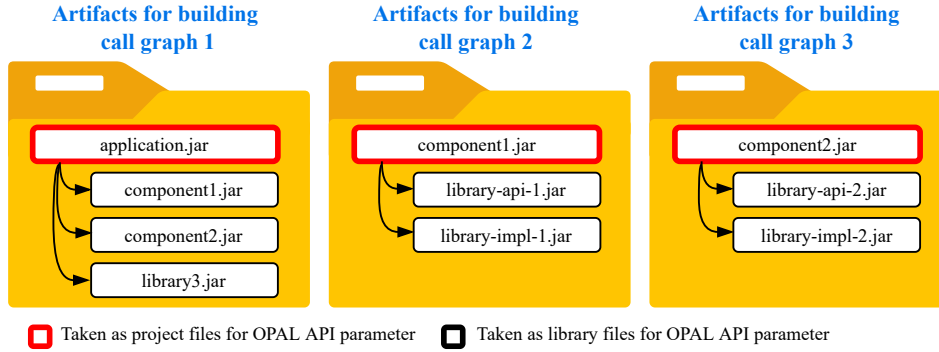 Artifacts for building
call graph 1
Artifacts for building
call graph 2
Artifacts for building
call graph 3
application.jar
component1.jar
component2.jar
library3.jar
component1.jar
library-api-1.jar
library-impl-1.jar
component2.jar
library-api-2.jar
library-impl-2.jar
Taken as project files for OPAL API parameter
Taken as library files for OPAL API parameter